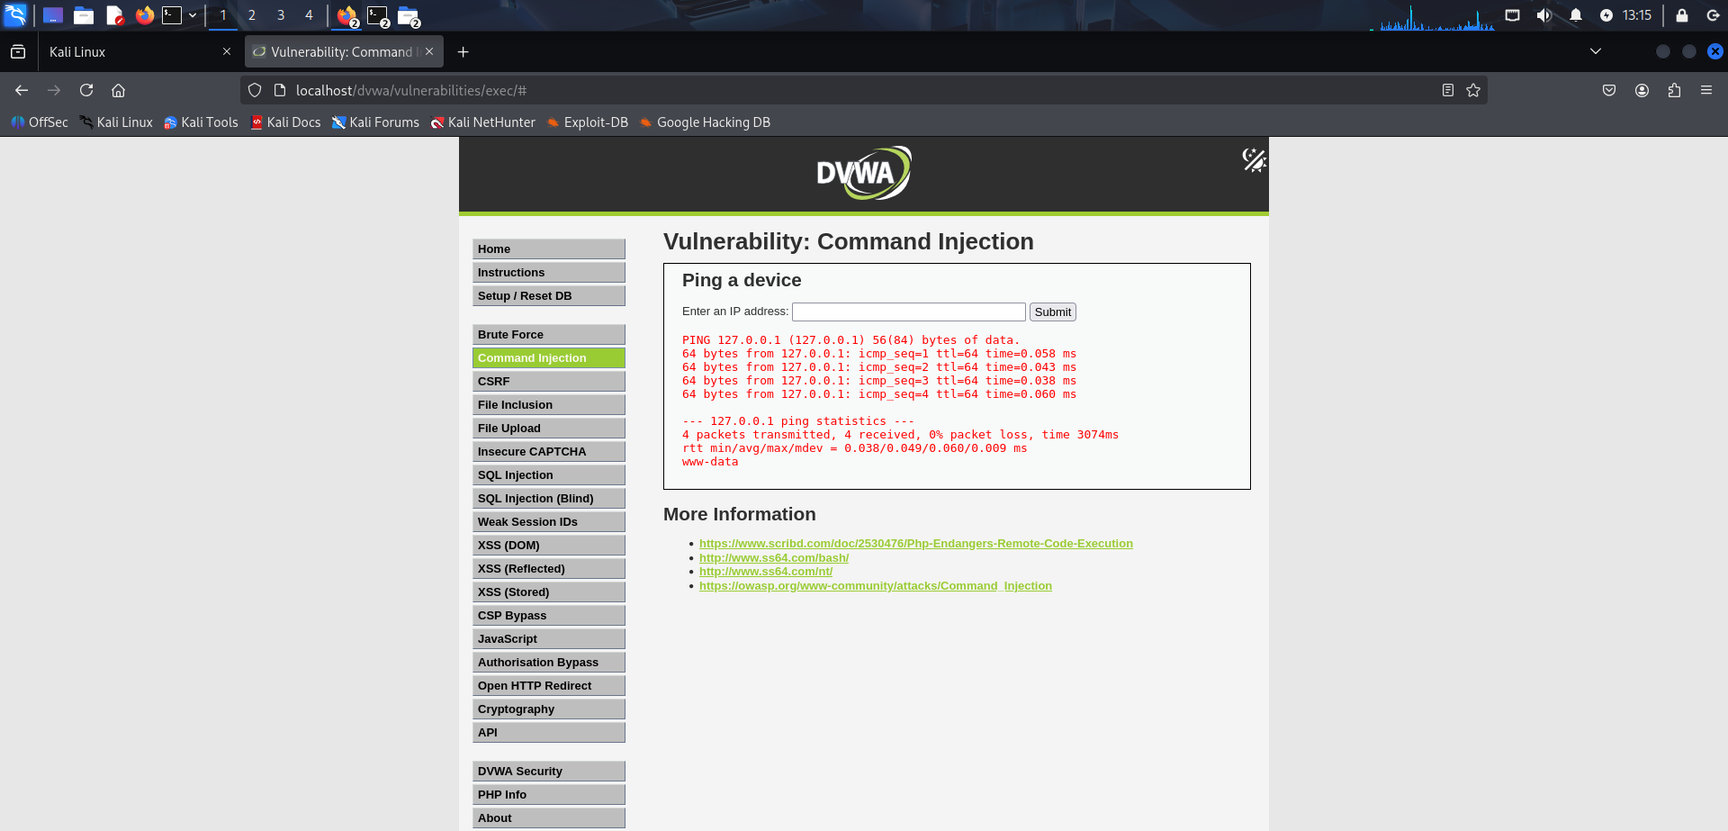 1 2 3 4 2 2 2 13:15
Kali Linux × Vulnerability: Command I × +
localhost/dvwa/vulnerabilities/exec/#
OffSec Kali Linux Kali Tools Kali Docs Kali Forums Kali NetHunter Exploit-DB Google Hacking DB
DVWA
Home
Instructions
Setup / Reset DB
Brute Force
Command Injection
CSRF
File Inclusion
File Upload
Insecure CAPTCHA
SQL Injection
SQL Injection (Blind)
Weak Session IDs
XSS (DOM)
XSS (Reflected)
XSS (Stored)
CSP Bypass
JavaScript
Authorisation Bypass
Open HTTP Redirect
Cryptography
API
DVWA Security
PHP Info
About
Vulnerability: Command Injection
Ping a device
Enter an IP address: Submit
PING 127.0.0.1 (127.0.0.1) 56(84) bytes of data.
64 bytes from 127.0.0.1: icmp_seq=1 ttl=64 time=0.058 ms
64 bytes from 127.0.0.1: icmp_seq=2 ttl=64 time=0.043 ms
64 bytes from 127.0.0.1: icmp_seq=3 ttl=64 time=0.038 ms
64 bytes from 127.0.0.1: icmp_seq=4 ttl=64 time=0.060 ms
--- 127.0.0.1 ping statistics ---
4 packets transmitted, 4 received, 0% packet loss, time 3074ms
rtt min/avg/max/mdev = 0.038/0.049/0.060/0.009 ms
www-data
More Information
• https://www.scribd.com/doc/2530476/Php-Endangers-Remote-Code-Execution
• http://www.ss64.com/bash/
• http://www.ss64.com/nt/
• https://owasp.org/www-community/attacks/Command_Injection